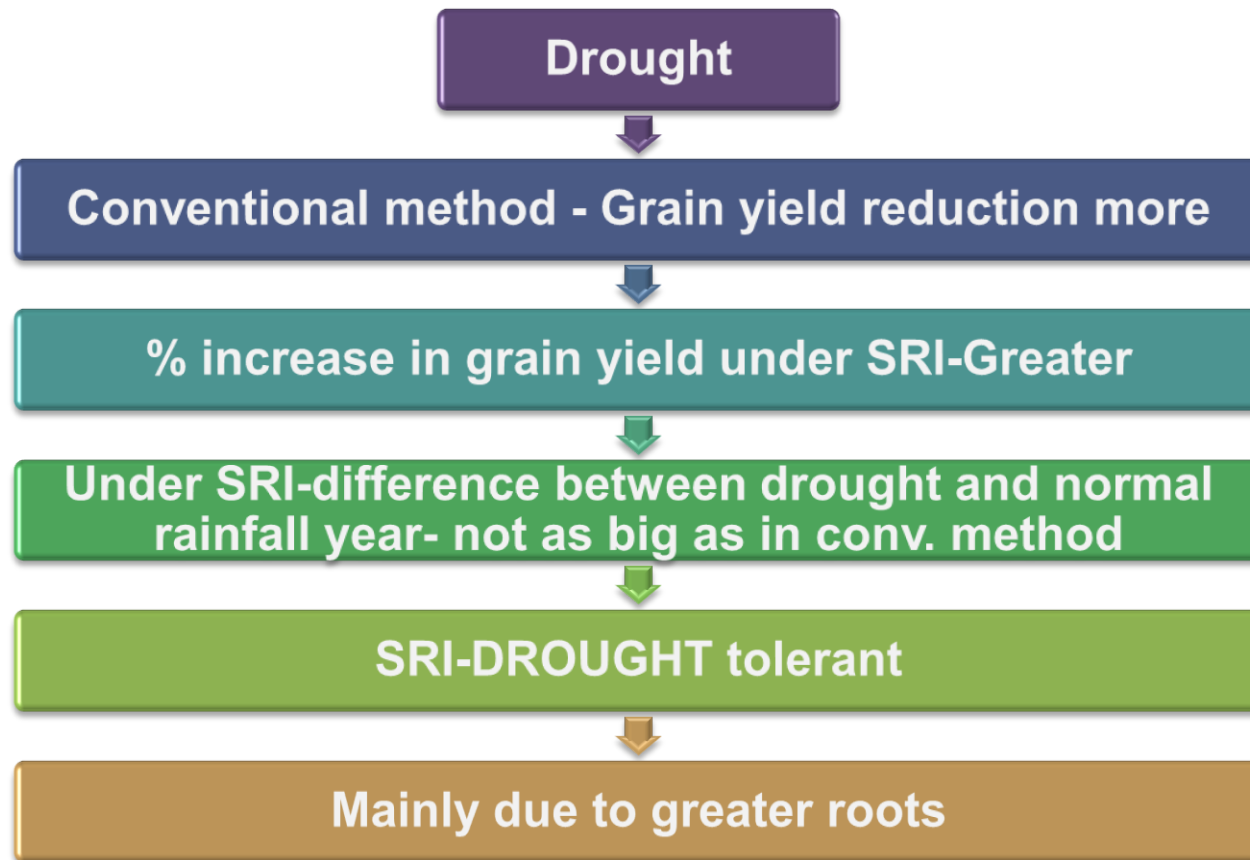 Drought
Conventional method - Grain yield reduction more
% increase in grain yield under SRI-Greater
Under SRI-difference between drought and normal
rainfall year- not as big as in conv. method
SRI-DROUGHT tolerant
Mainly due to greater roots